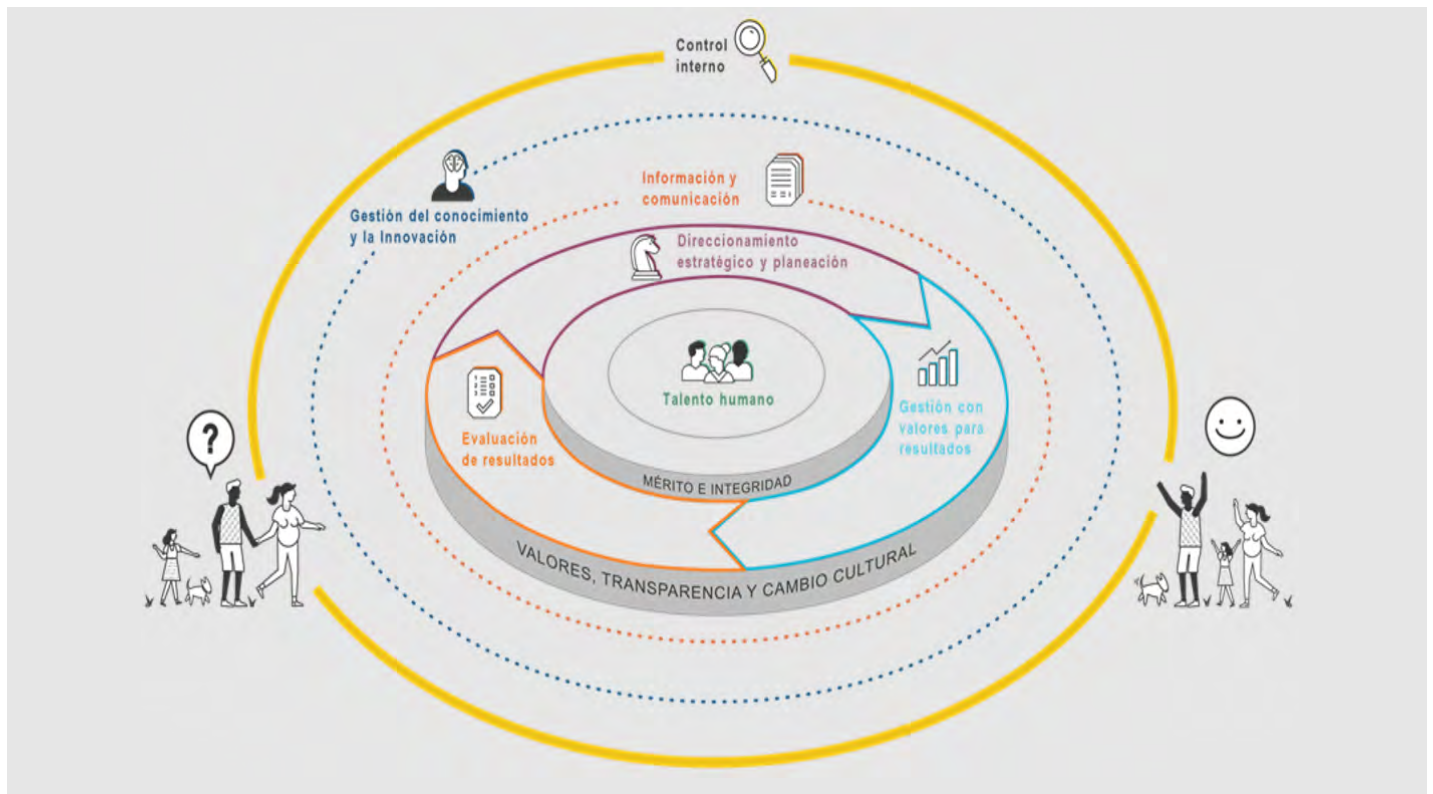 Control
interno
Información y
comunicación
Gestión del conocimiento
y la Innovación
Direccionamiento
estratégico y planeación
Talento humano
Gestión con
valores para
resultados
Evaluación
de resultados
?
MÉRITO E INTEGRIDAD
VALORES, TRANSPARENCIA Y CAMBIO CULTURAL